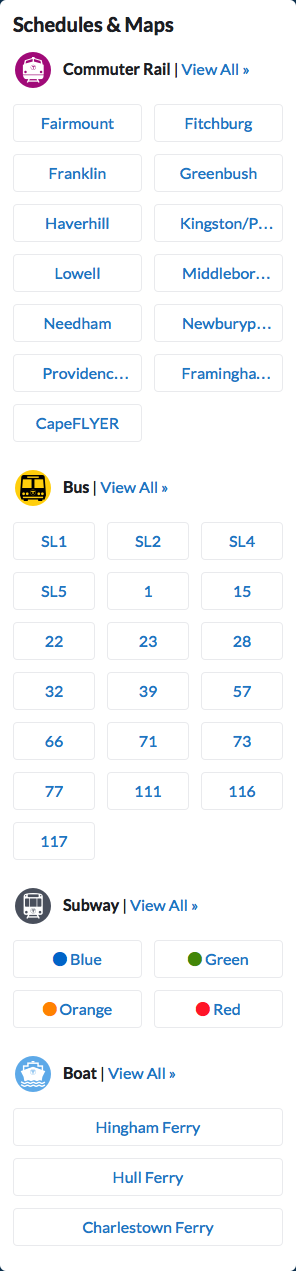 Schedules & Maps
Commuter Rail | View All »
Fairmount Fitchburg
Franklin Greenbush
Haverhill Kingston/P...
Lowell Middlebor...
Needham Newburyp...
Providenc... Framingha...
CapeFLYER
Bus | View All »
SL1 SL2 SL4
SL5 1 15
22 23 28
32 39 57
66 71 73
77 111 116
117
Subway | View All »
Blue Green
Orange Red
Boat | View All »
Hingham Ferry
Hull Ferry
Charlestown Ferry